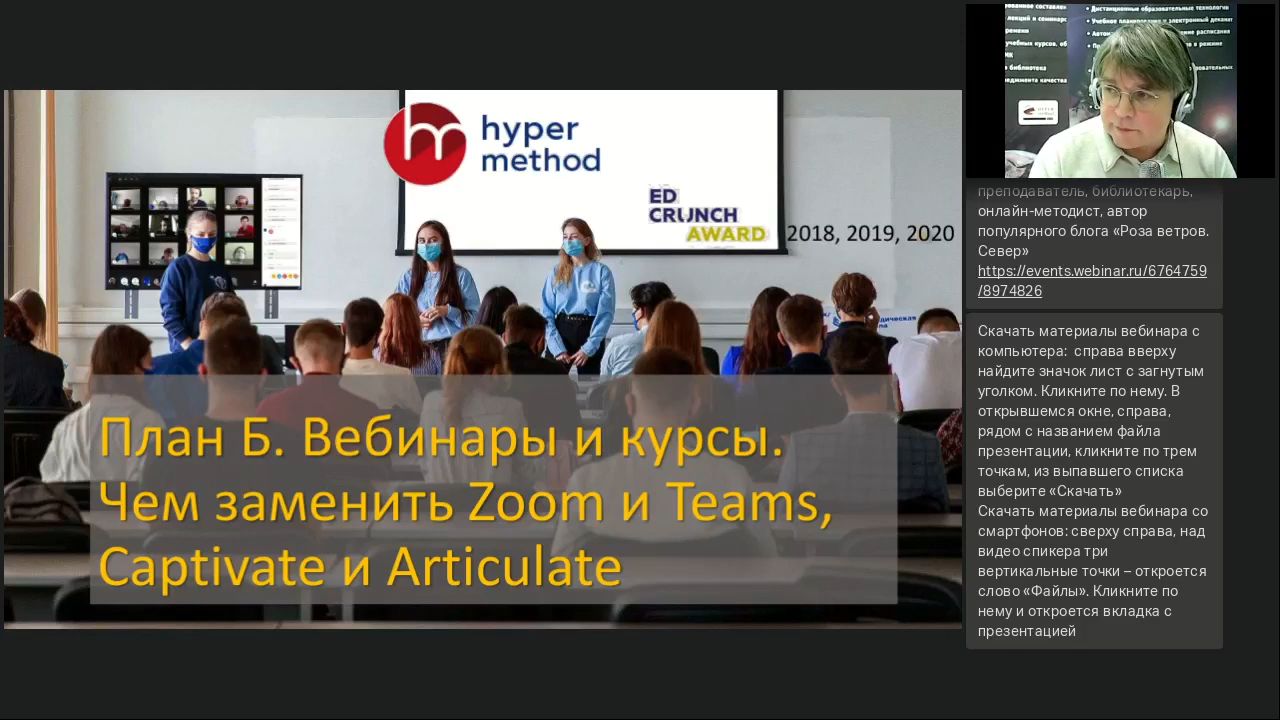 hyper
method
ED
CRUNCH
AWARD
2018, 2019, 2020
План Б. Вебинары и курсы.
Чем заменить Zoom и Teams,
Captivate и Articulate
Дистанционные образовательные технологии
преподаватель, библиотекарь,
онлайн-методист, автор
популярного блога «Роза ветров.
Север»
https://events.webinar.ru/6764759
/8974826
Скачать материалы вебинара с
компьютера: справа вверху
найдите значок лист с загнутым
уголком. Кликните по нему. В
открывшемся окне, справа,
рядом с названием файла
презентации, кликните по трем
точкам, из выпавшего списка
выберите «Скачать»
Скачать материалы вебинара со
смартфонов: сверху справа, над
видео спикера три
вертикальные точки – откроется
слово «Файлы». Кликните по
нему и откроется вкладка с
презентацией